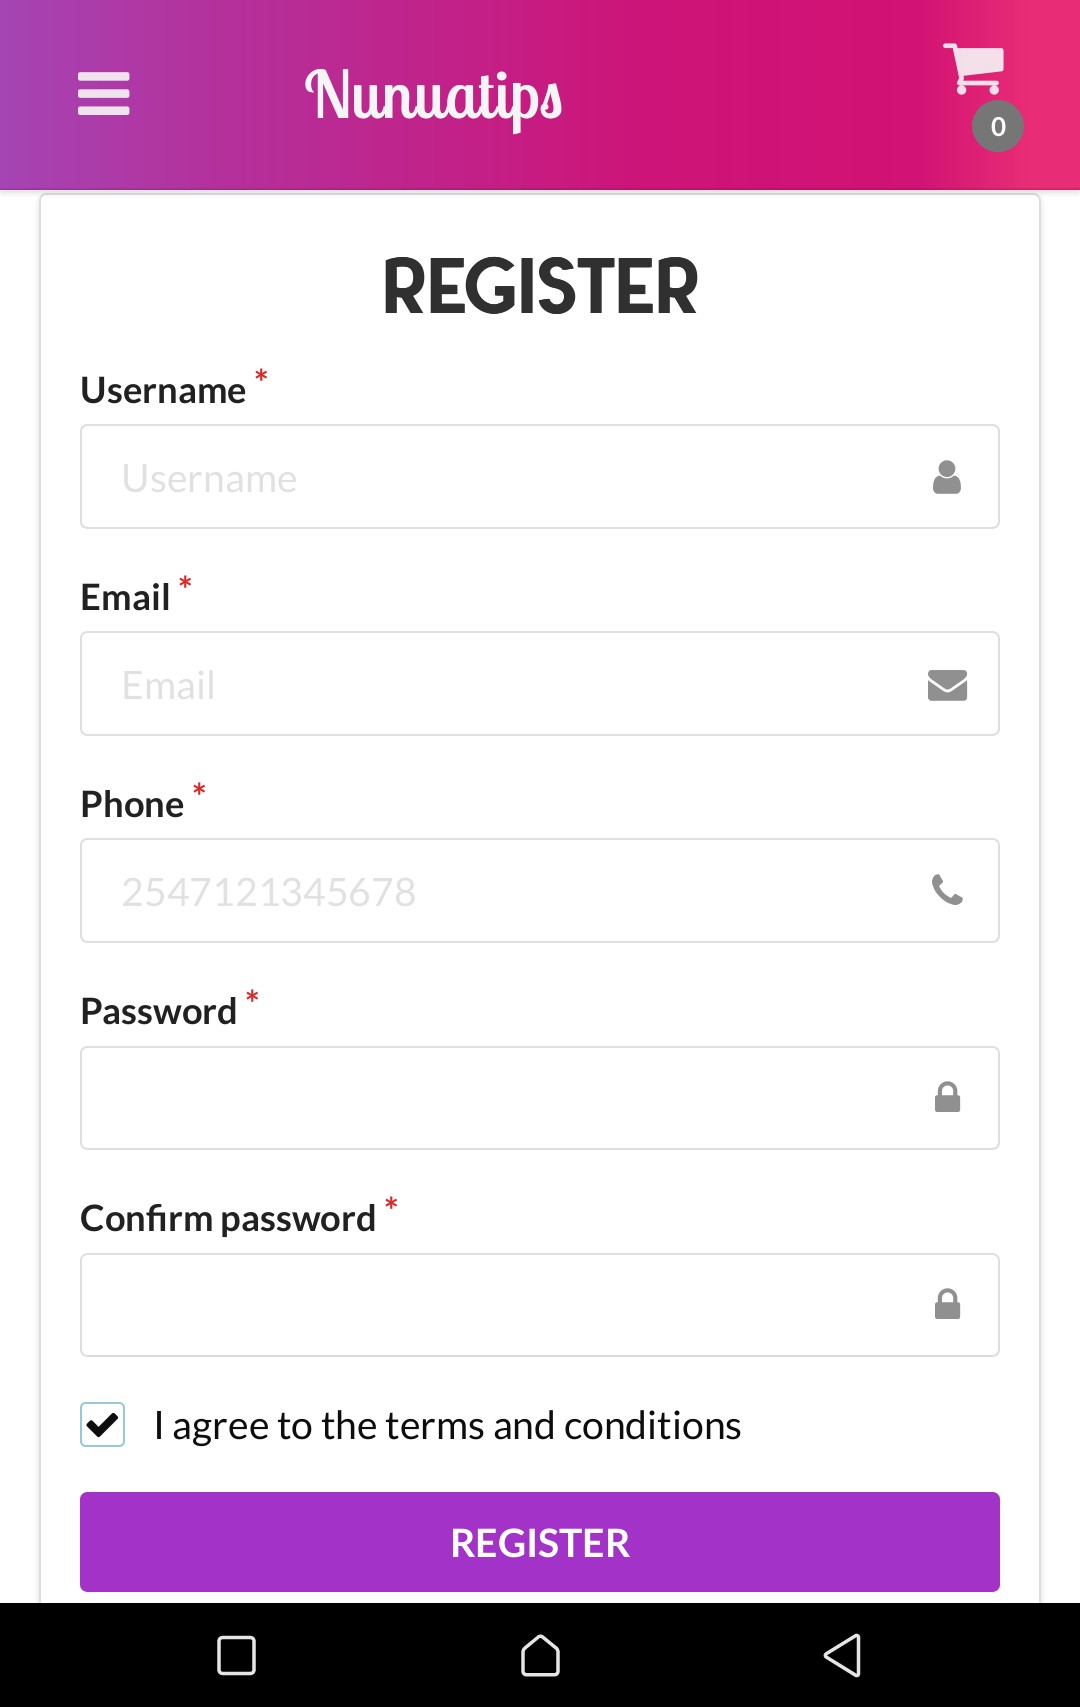 Nunuatips
0
REGISTER
Username *
Username
Email *
Email
Phone *
2547121345678
Password *
Confirm password *
I agree to the terms and conditions
REGISTER